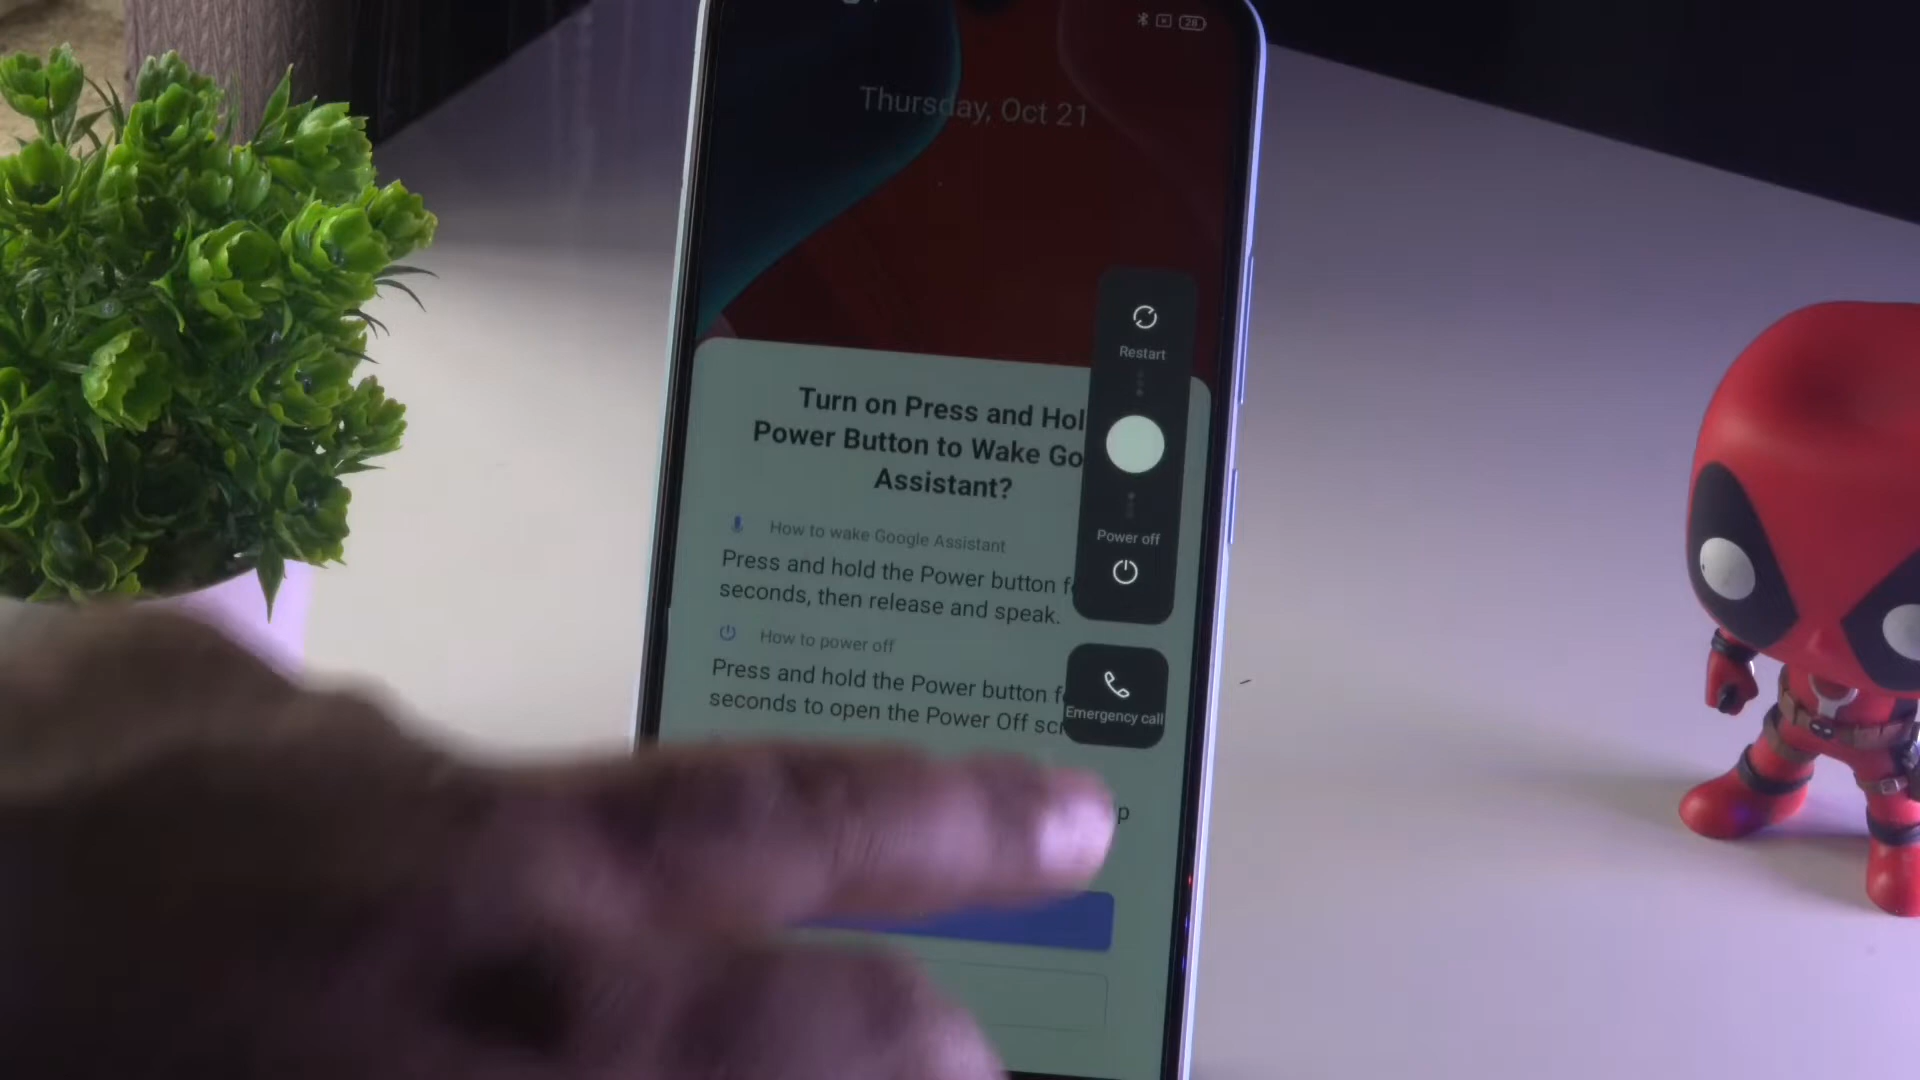 28
Thursday, Oct 21
Restart
Turn on Press and Hol
Power Button to Wake Go
Assistant?
Power off
How to wake Google Assistant
Press and hold the Power button f
seconds, then release and speak.
How to power off
Press and hold the Power button f
seconds to open the Power Off scr
Emergency call
p